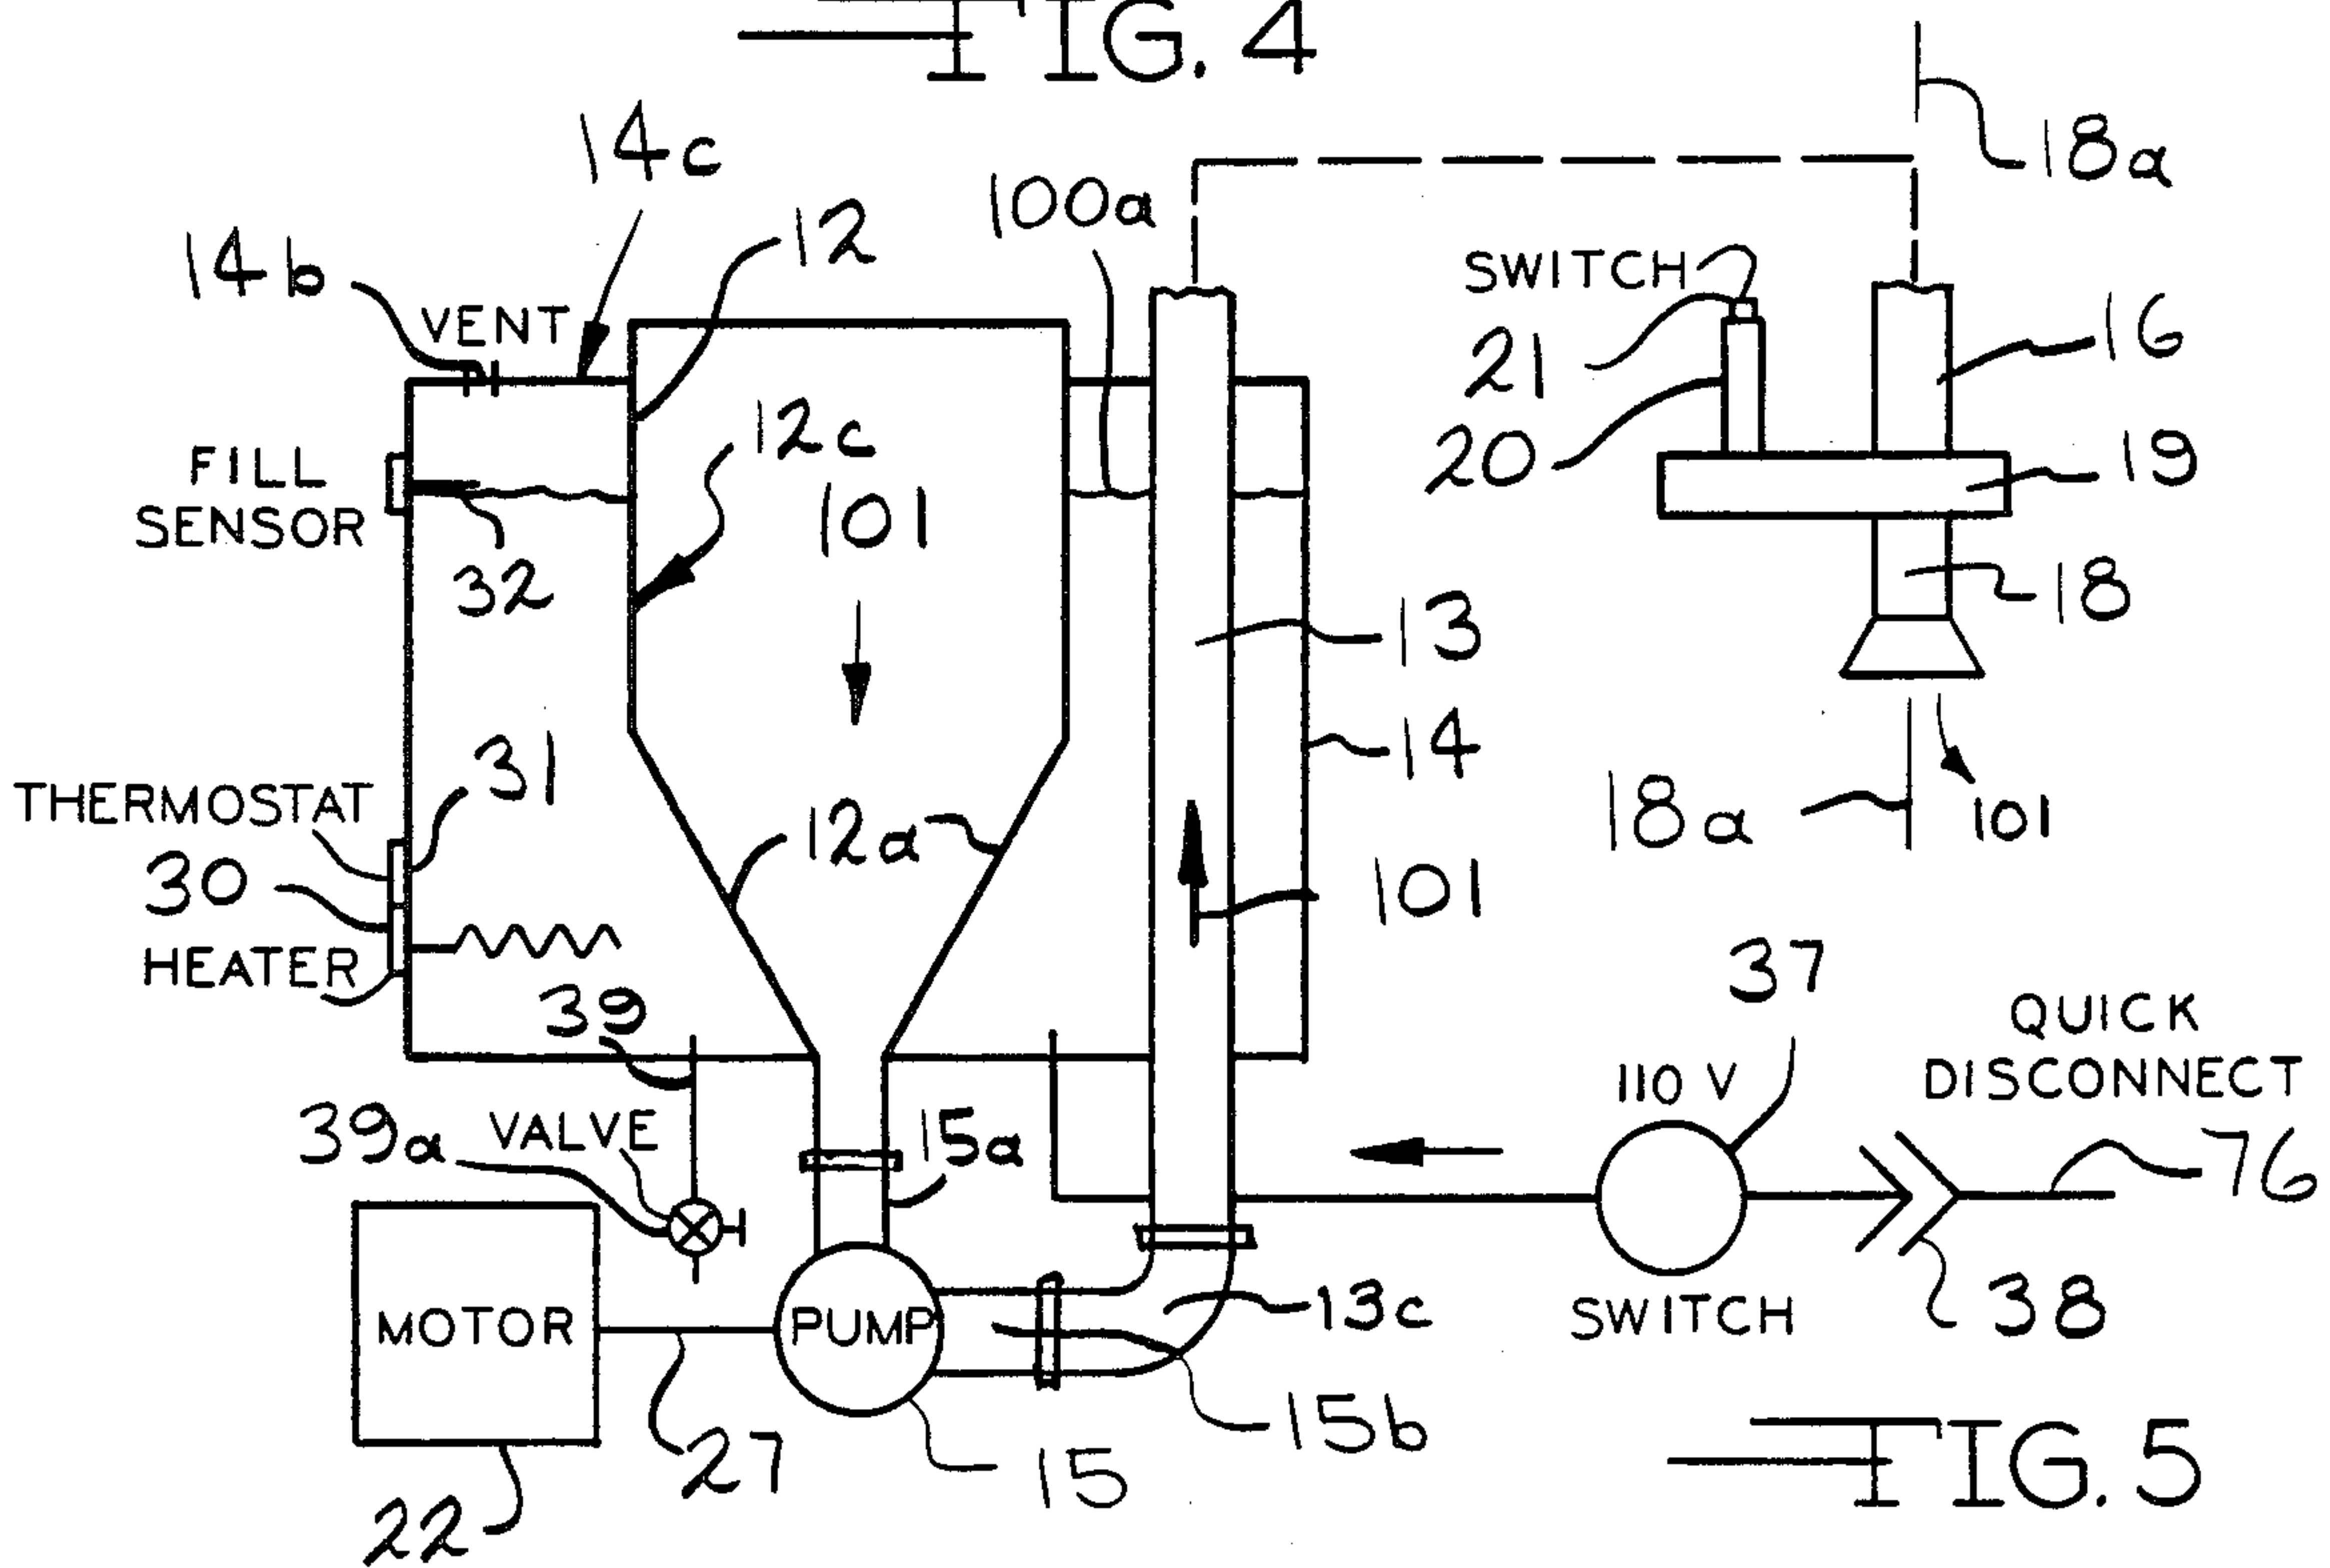 FIG. 4
18a
14c
12
100a
14b
VENT
SWITCH
21
16
12c
20
19
FILL
SENSOR
101
32
18
13
14
31
THERMOSTAT
12a
18a
101
30
101
HEATER
37
39
QUICK
DISCONNECT
110 V
39a
VALVE
15a
76
MOTOR
PUMP
13c
SWITCH
38
15b
27
15
22
FIG. 5